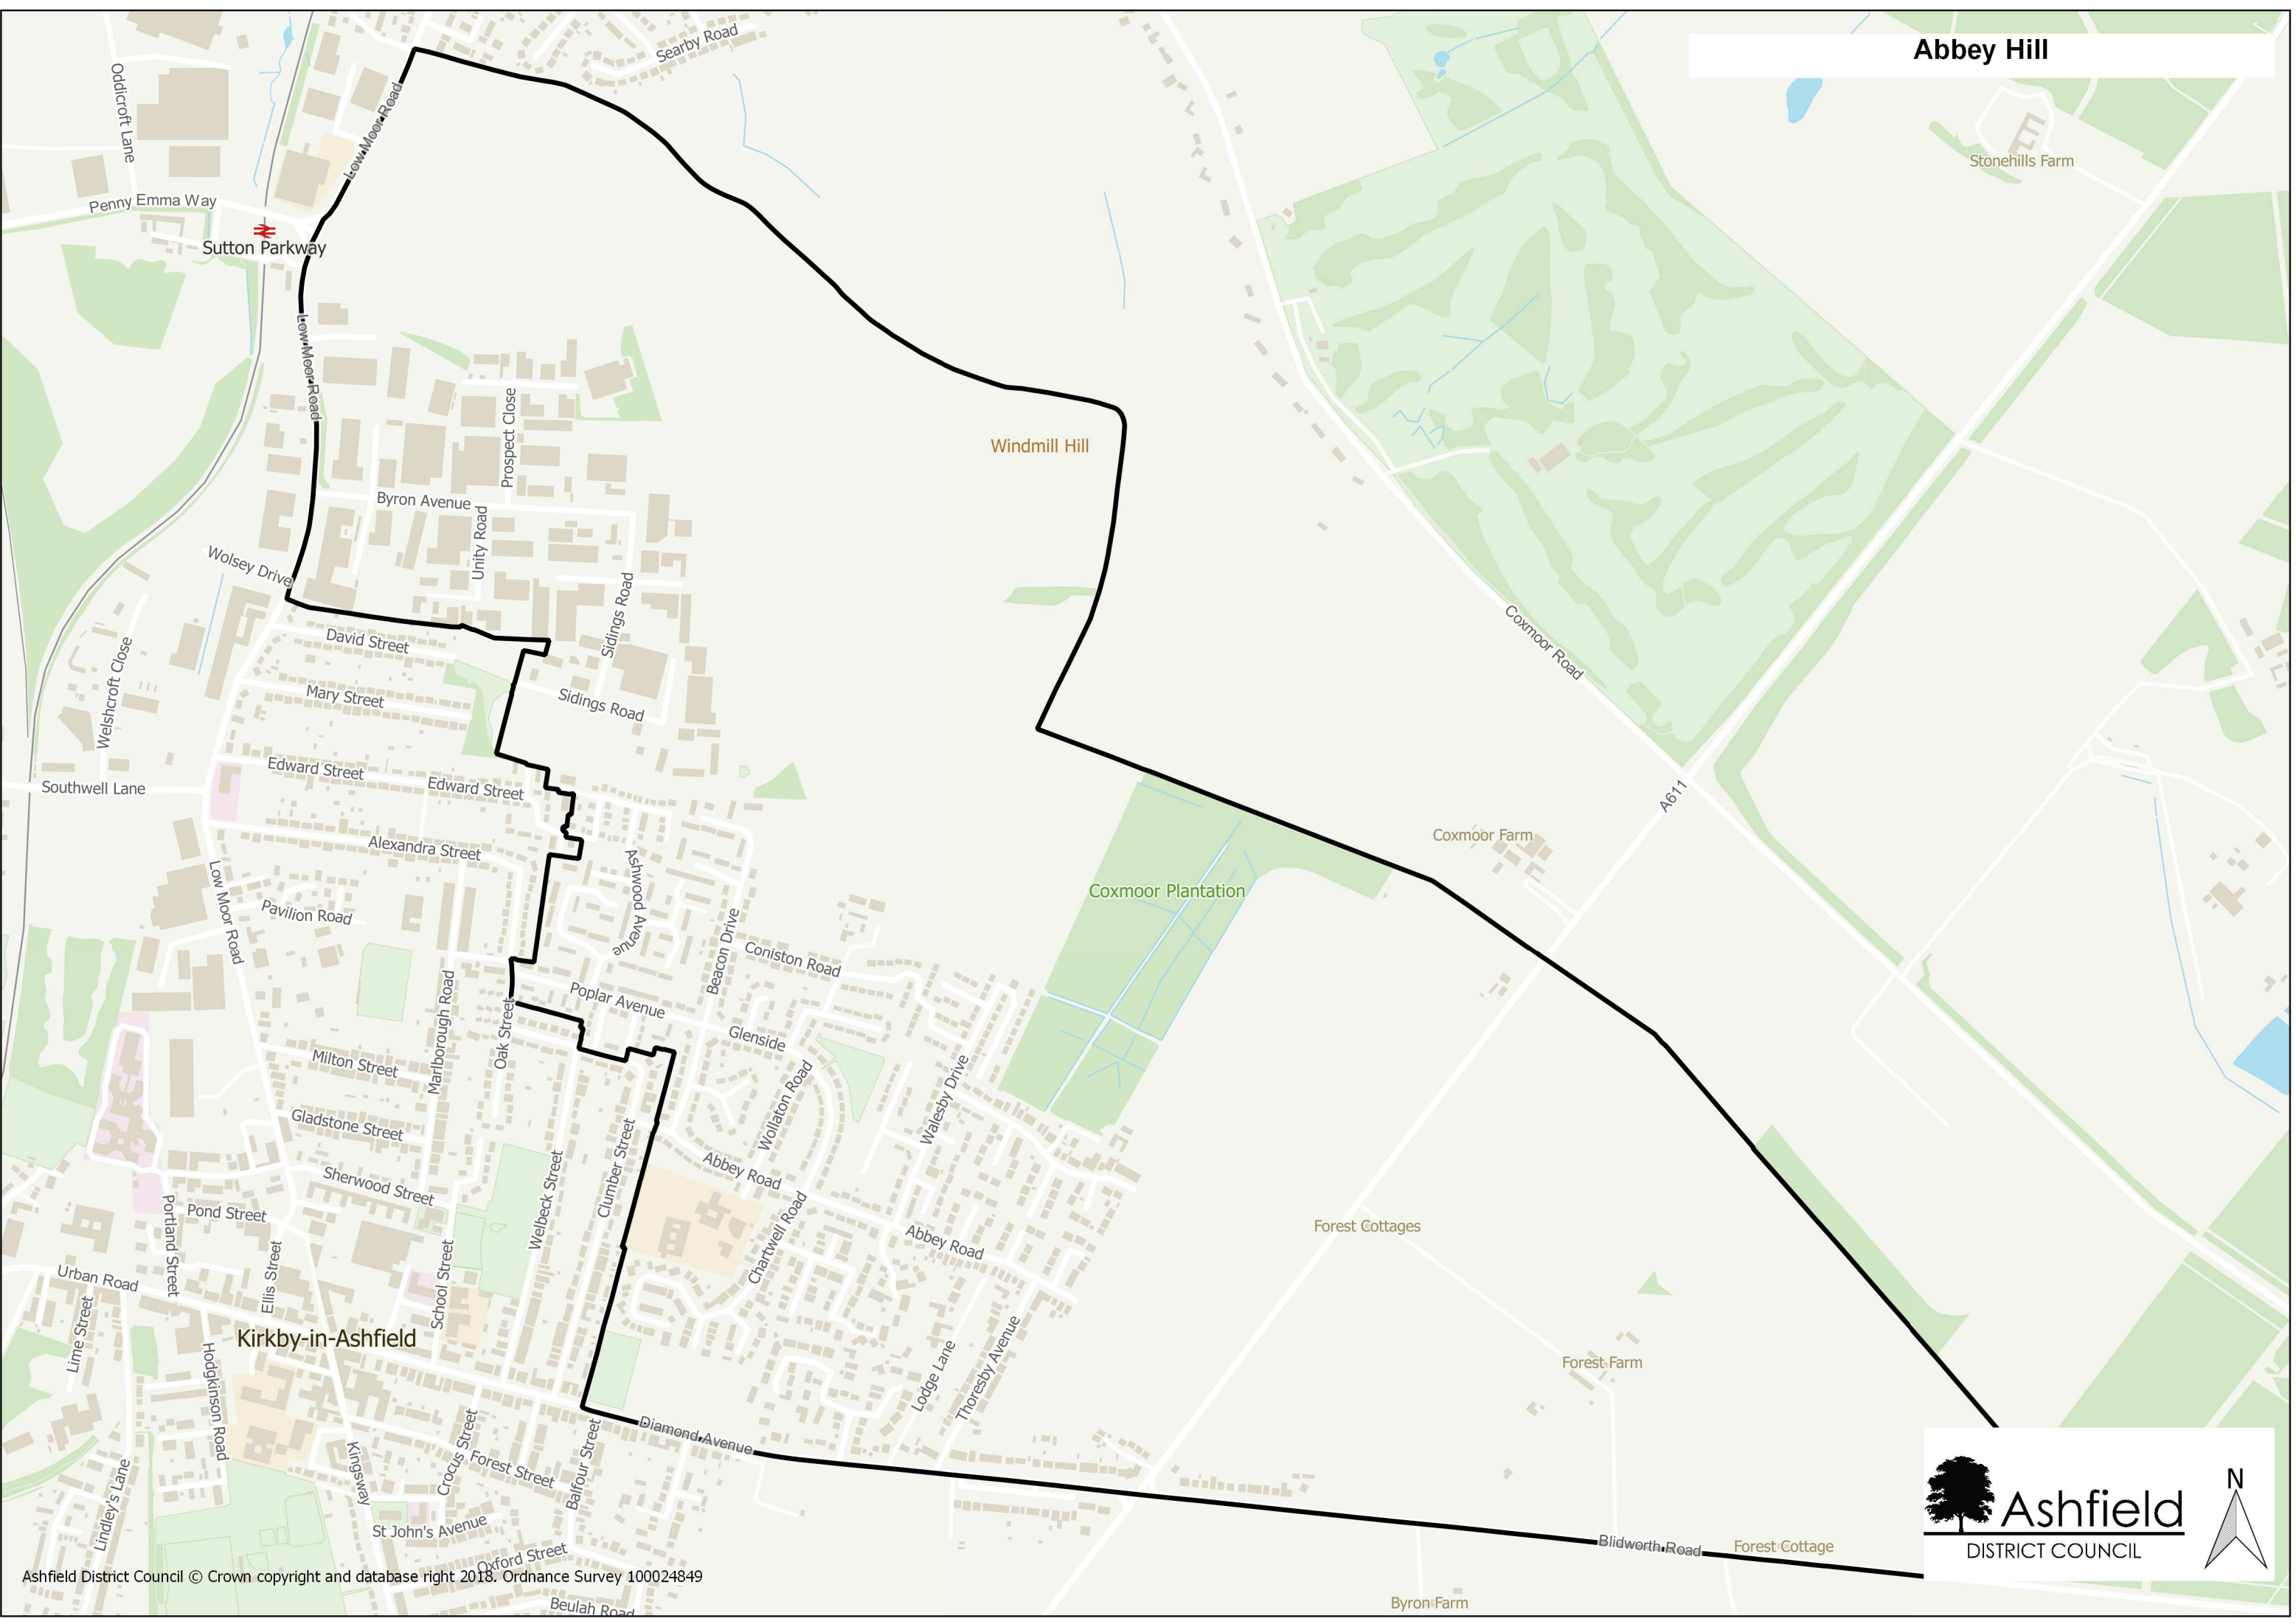 Abbey Hill
Searby Road
Oddicroft Lane
Low Moor Road
Stonehills Farm
Penny Emma Way
Sutton Parkway
Low Moor Road
Prospect Close
Windmill Hill
Byron Avenue
Unity Road
Wolsey Drive
Sidings Road
Coxmoor Road
David Street
Welshcroft Close
Mary Street
Sidings Road
Edward Street
Edward Street
Southwell Lane
A611
Coxmoor Farm
Alexandra Street
Ashwood Avenue
Coxmoor Plantation
Low Moor Road
Pavilion Road
Beacon Drive
Coniston Road
Poplar Avenue
Marlborough Road
Oak Street
Glenside
Milton Street
Wollaton Road
Walesby Drive
Gladstone Street
Clumber Street
Welbeck Street
Abbey Road
Sherwood Street
Portland Street
Pond Street
Chartwell Road
Abbey Road
Forest Cottages
Urban Road
Ellis Street
School Street
Lime Street
Kirkby-in-Ashfield
Hodgkinson Road
Lodge Lane
Thoresby Avenue
Forest Farm
Diamond Avenue
Crocus Street
Forest Street
Balfour Street
Kingsway
Lindley's Lane
St John's Avenue
Oxford Street
Blidworth Road
Forest Cottage
Byron Farm
Beulah Road
Ashfield District Council © Crown copyright and database right 2018. Ordnance Survey 100024849
N
Ashfield
DISTRICT COUNCIL